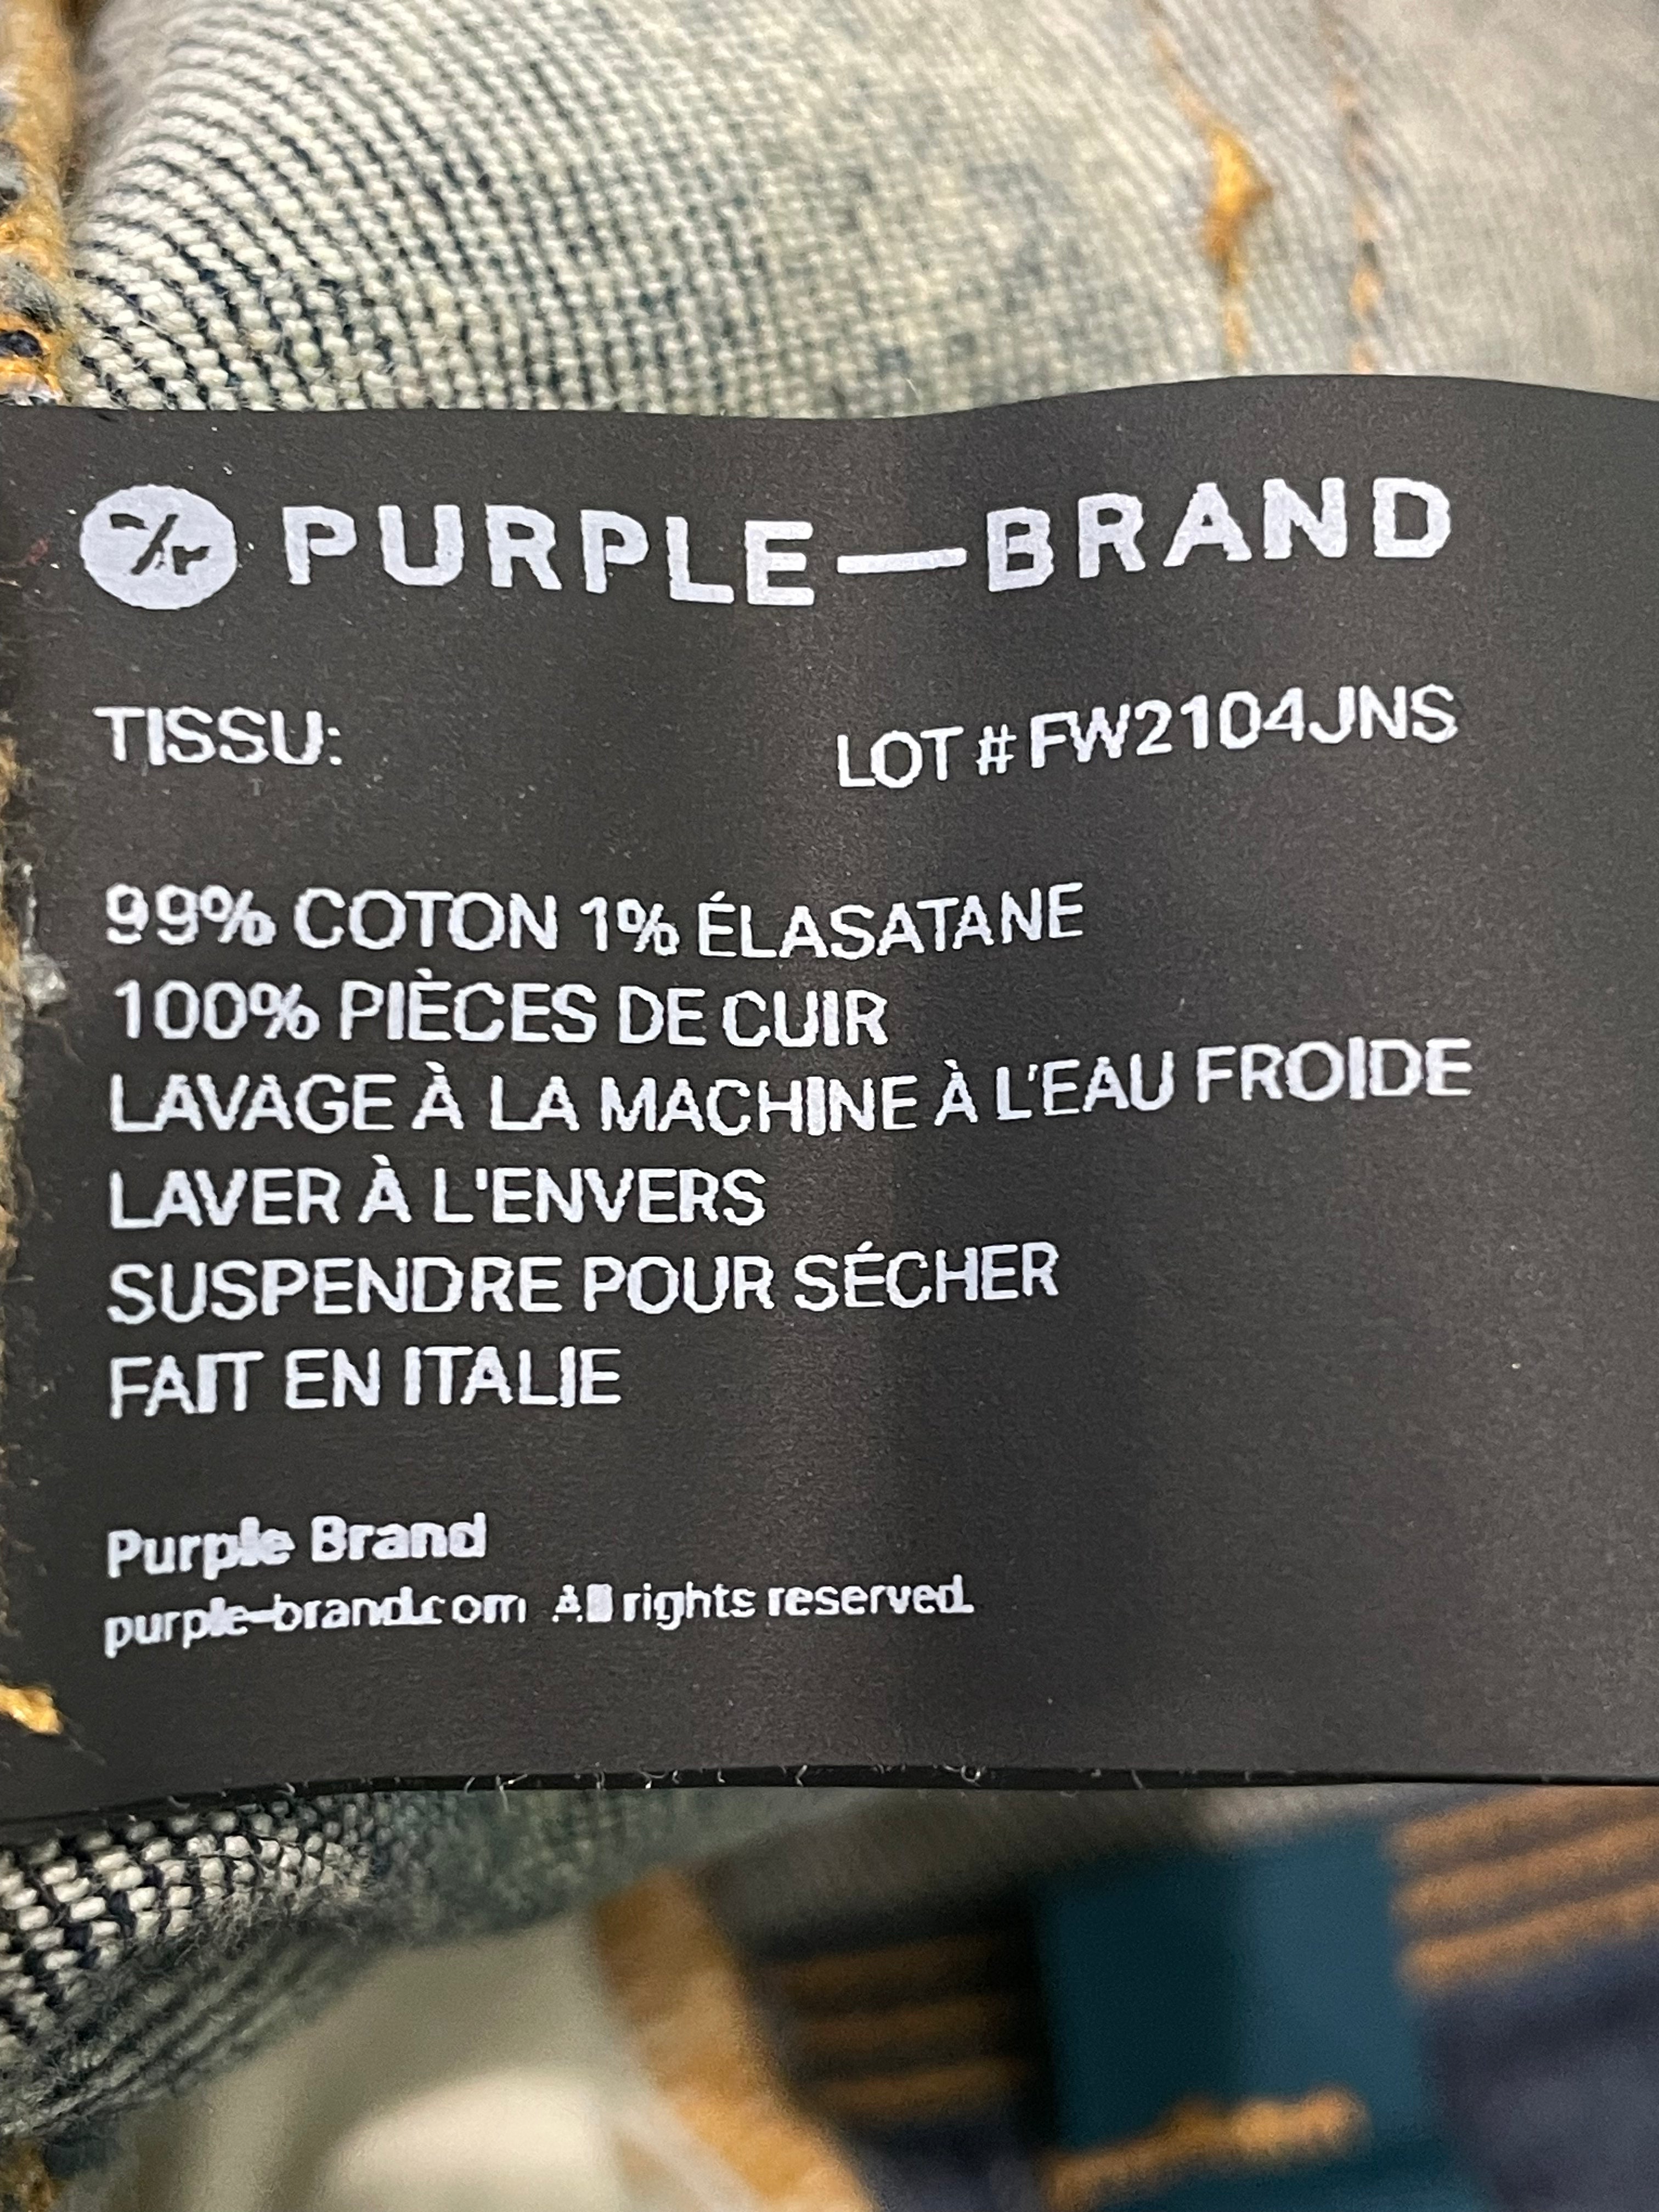 PURPLE—BRAND
TISSU:
LOT # FW2104JNS
99% COTON 1% ÉLASATANE
100% PIÈCES DE CUIR
LAVAGE À LA MACHINE À L'EAU FROIDE
LAVER À L'ENVERS
SUSPENDRE POUR SÉCHER
FAIT EN ITALIE
Purple Brand
purple-brand.com All rights reserved.